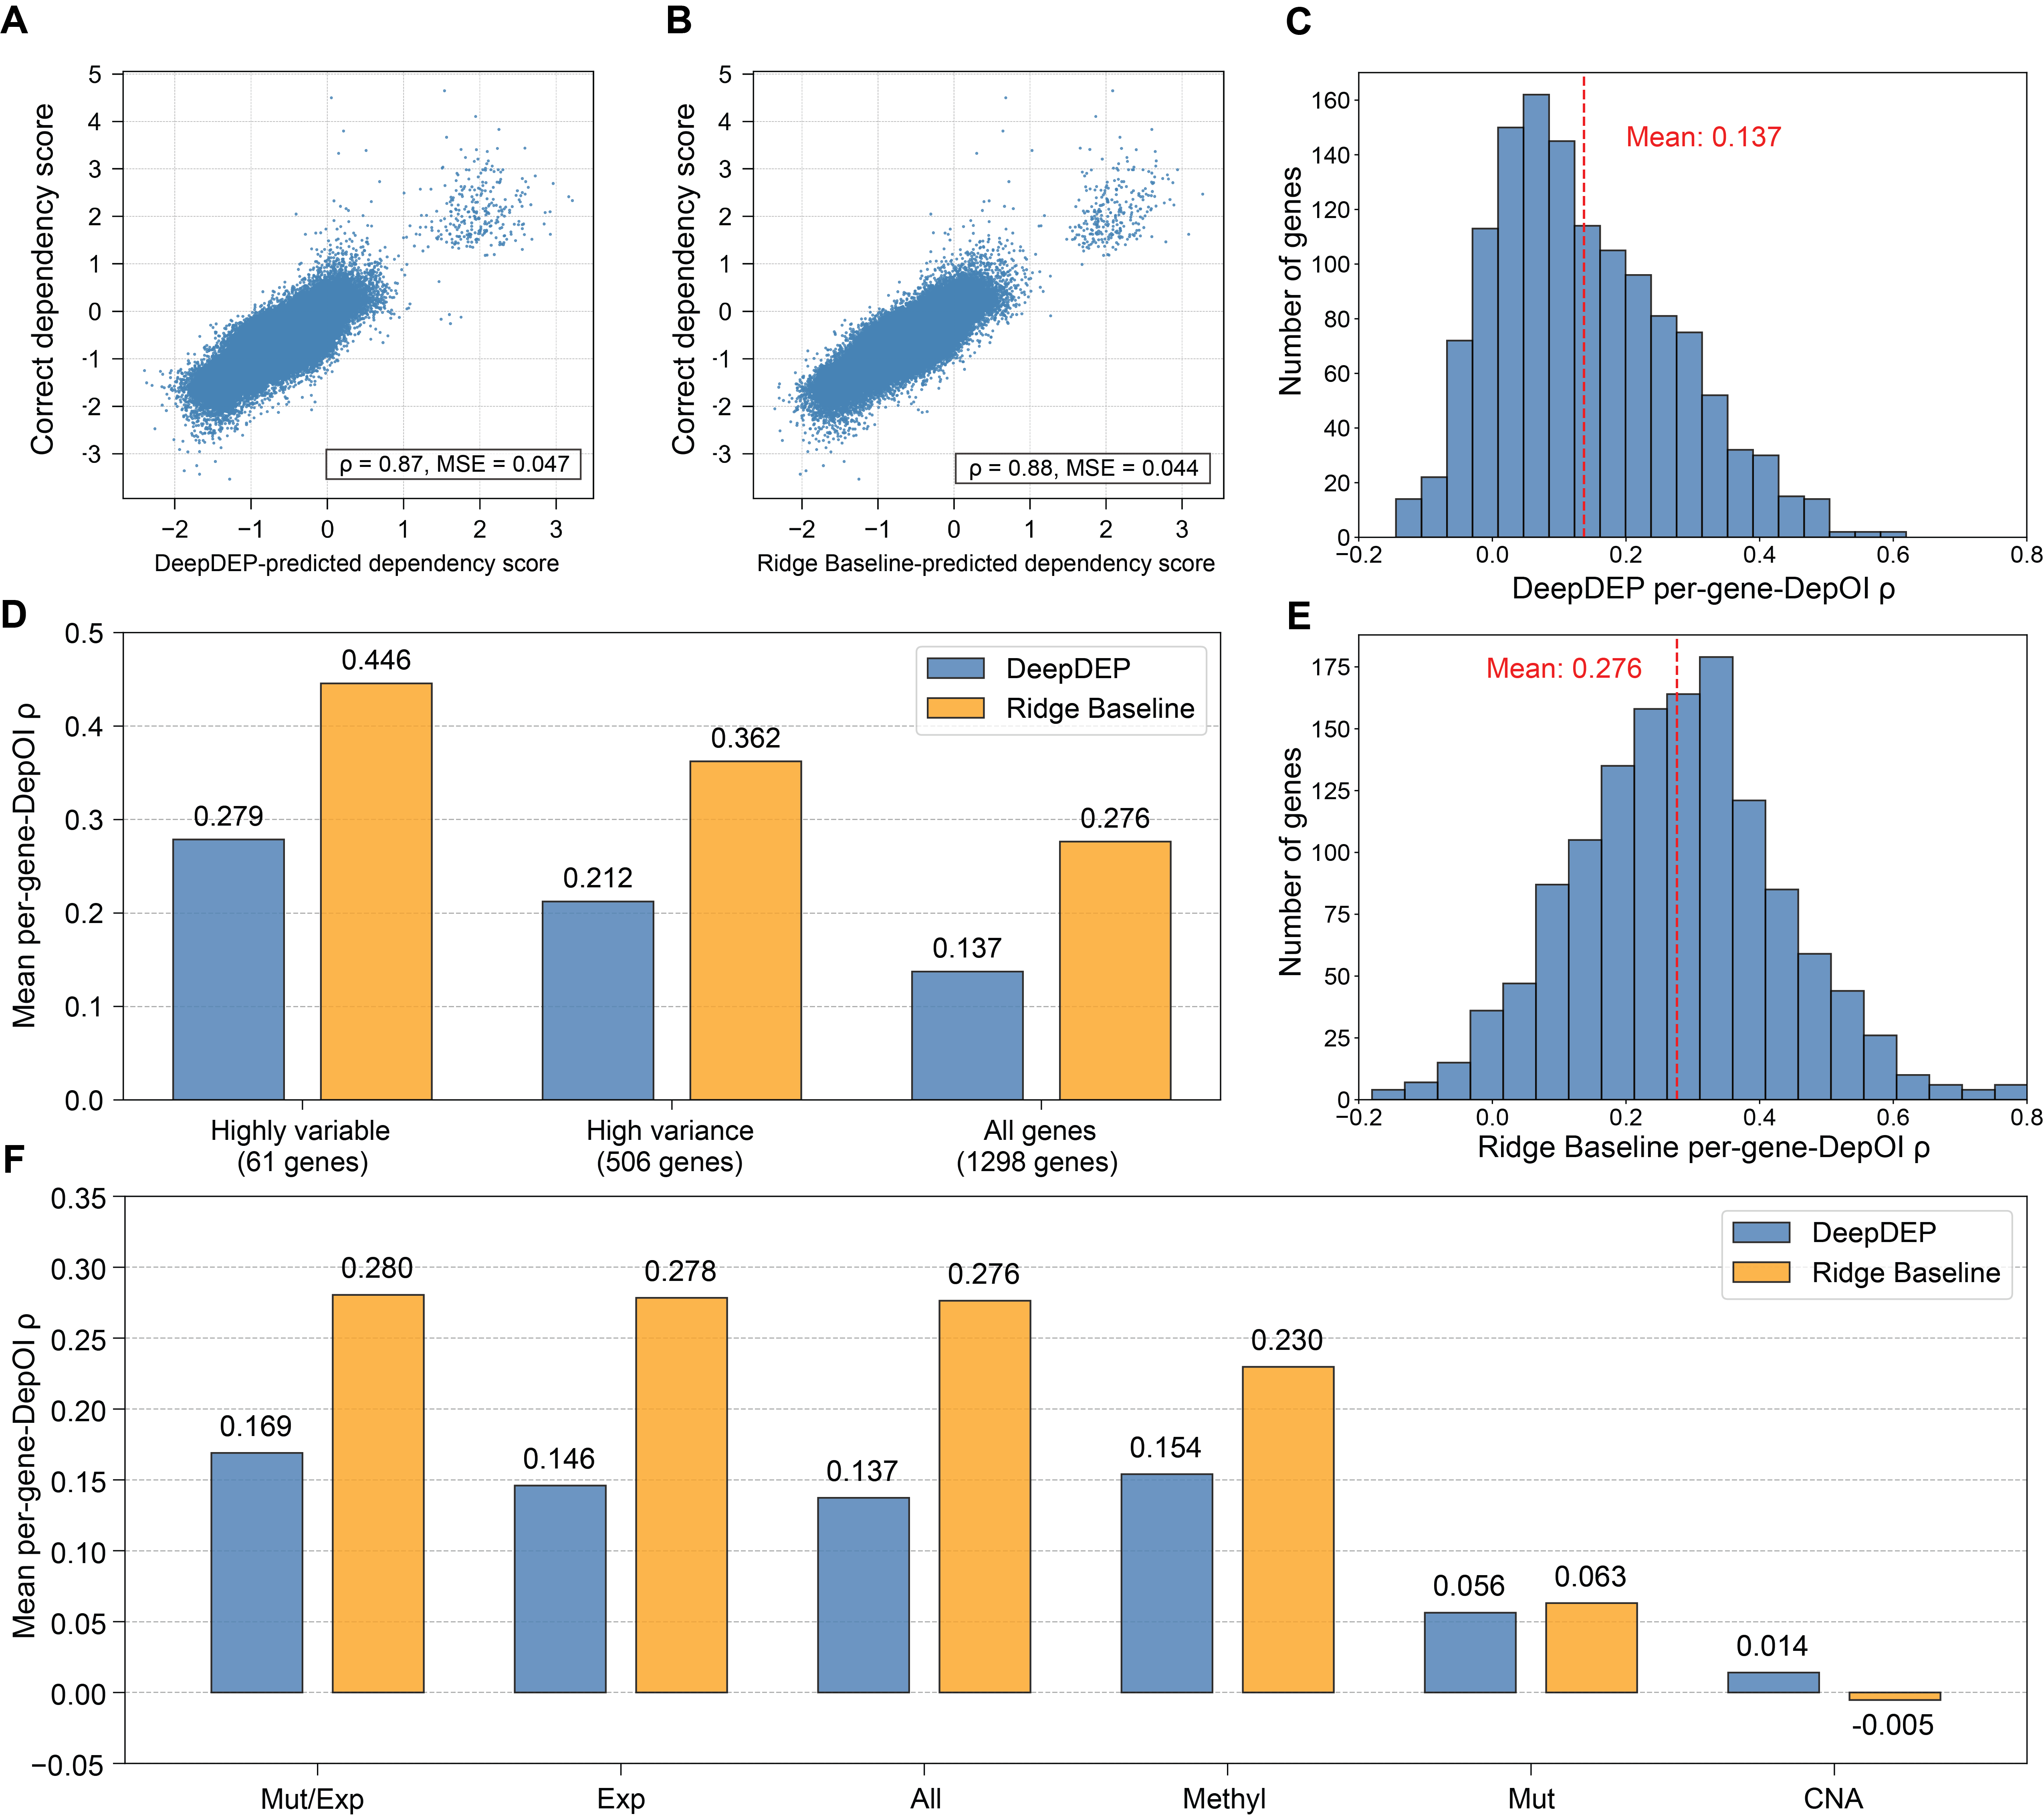 A
5
4
3
2
1
0
-1
-2
-3
Correct dependency score
ρ = 0.87, MSE = 0.047
−2 −1 0 1 2 3
DeepDEP-predicted dependency score
B
5
4
3
2
1
0
-1
-2
-3
Correct dependency score
ρ = 0.88, MSE = 0.044
−2 −1 0 1 2 3
Ridge Baseline-predicted dependency score
C
160
140
120
100
80
60
40
20
0
Number of genes
Mean: 0.137
−0.2 0.0 0.2 0.4 0.6 0.8
DeepDEP per-gene-DepOI ρ
D
0.5
0.4
0.3
0.2
0.1
0.0
Mean per-gene-DepOI ρ
DeepDEP
Ridge Baseline
0.279
0.446
0.212
0.362
0.137
0.276
Highly variable
(61 genes)
High variance
(506 genes)
All genes
(1298 genes)
E
175
150
125
100
75
50
25
0
Number of genes
Mean: 0.276
−0.2 0.0 0.2 0.4 0.6 0.8
Ridge Baseline per-gene-DepOI ρ
F
0.35
0.30
0.25
0.20
0.15
0.10
0.05
0.00
−0.05
Mean per-gene-DepOI ρ
DeepDEP
Ridge Baseline
0.169
0.280
0.146
0.278
0.137
0.276
0.154
0.230
0.056
0.063
0.014
-0.005
Mut/Exp Exp All Methyl Mut CNA